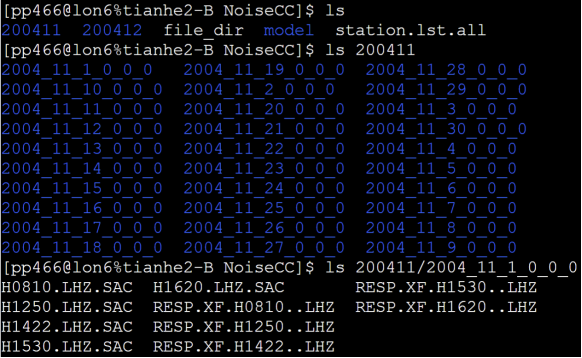 [pp466@lon6%tianhe2-B NoiseCC]$ ls
200411  200412  file_dir  model  station.lst.all
[pp466@lon6%tianhe2-B NoiseCC]$ ls 200411
2004_11_1_0_0_0   2004_11_19_0_0_0  2004_11_28_0_0_0
2004_11_10_0_0_0  2004_11_2_0_0_0   2004_11_29_0_0_0
2004_11_11_0_0_0  2004_11_20_0_0_0  2004_11_3_0_0_0
2004_11_12_0_0_0  2004_11_21_0_0_0  2004_11_30_0_0_0
2004_11_13_0_0_0  2004_11_22_0_0_0  2004_11_4_0_0_0
2004_11_14_0_0_0  2004_11_23_0_0_0  2004_11_5_0_0_0
2004_11_15_0_0_0  2004_11_24_0_0_0  2004_11_6_0_0_0
2004_11_16_0_0_0  2004_11_25_0_0_0  2004_11_7_0_0_0
2004_11_17_0_0_0  2004_11_26_0_0_0  2004_11_8_0_0_0
2004_11_18_0_0_0  2004_11_27_0_0_0  2004_11_9_0_0_0
[pp466@lon6%tianhe2-B NoiseCC]$ ls 200411/2004_11_1_0_0_0
H0810.LHZ.SAC  H1620.LHZ.SAC       RESP.XF.H1530..LHZ
H1250.LHZ.SAC  RESP.XF.H0810..LHZ  RESP.XF.H1620..LHZ
H1422.LHZ.SAC  RESP.XF.H1250..LHZ
H1530.LHZ.SAC  RESP.XF.H1422..LHZ